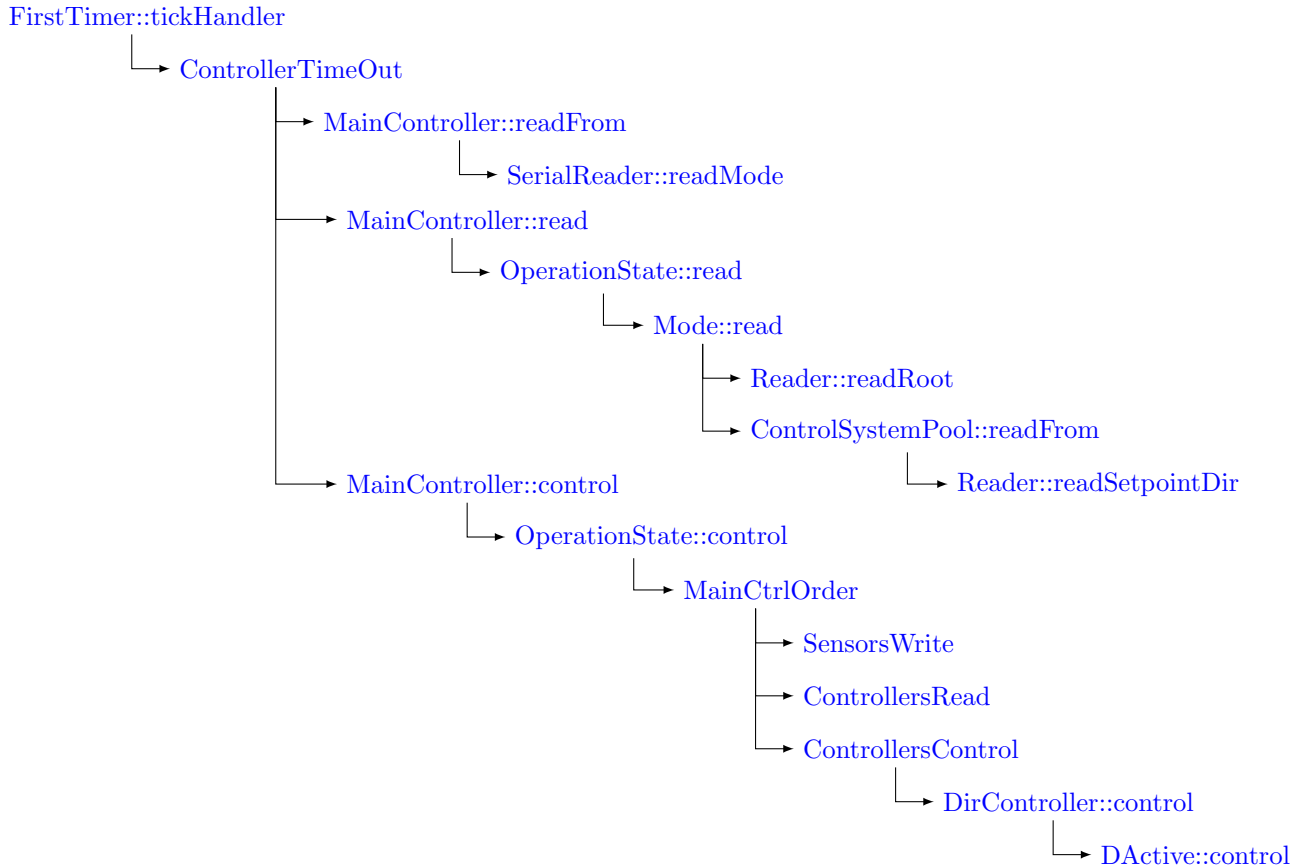 FirstTimer::tickHandler
ControllerTimeOut
MainController::readFrom
SerialReader::readMode
MainController::read
OperationState::read
Mode::read
Reader::readRoot
ControlSystemPool::readFrom
Reader::readSetpointDir
MainController::control
OperationState::control
MainCtrlOrder
SensorsWrite
ControllersRead
ControllersControl
DirController::control
DActive::control